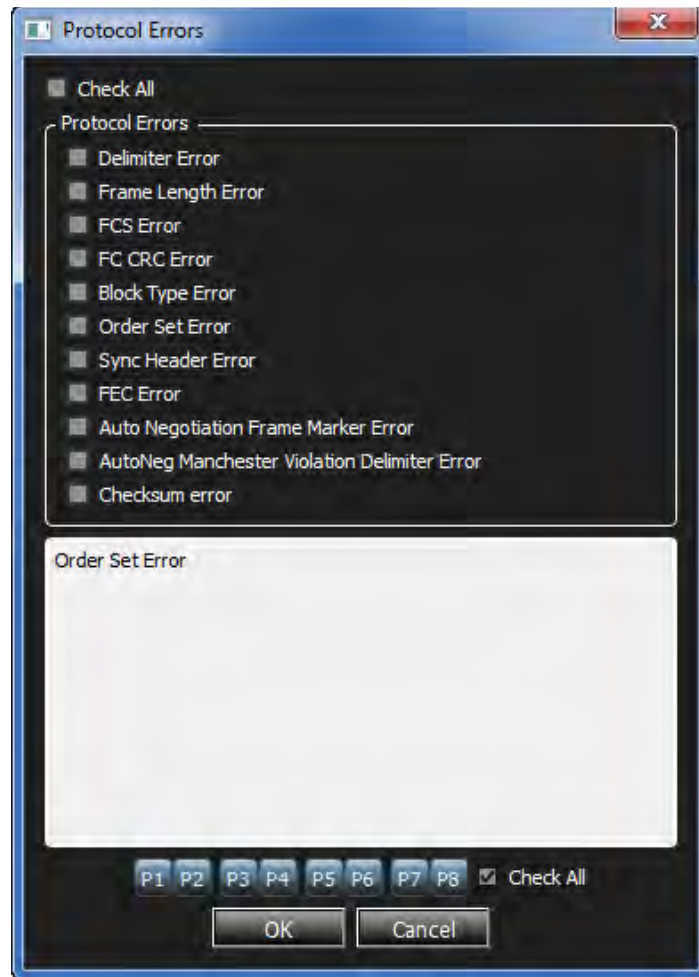 Protocol Errors
Check All
Protocol Errors
Delimiter Error
Frame Length Error
FCS Error
FC CRC Error
Block Type Error
Order Set Error
Sync Header Error
FEC Error
Auto Negotiation Frame Marker Error
AutoNeg Manchester Violation Delimiter Error
Checksum error
Order Set Error
P1 P2 P3 P4 P5 P6 P7 P8 Check All
OK Cancel